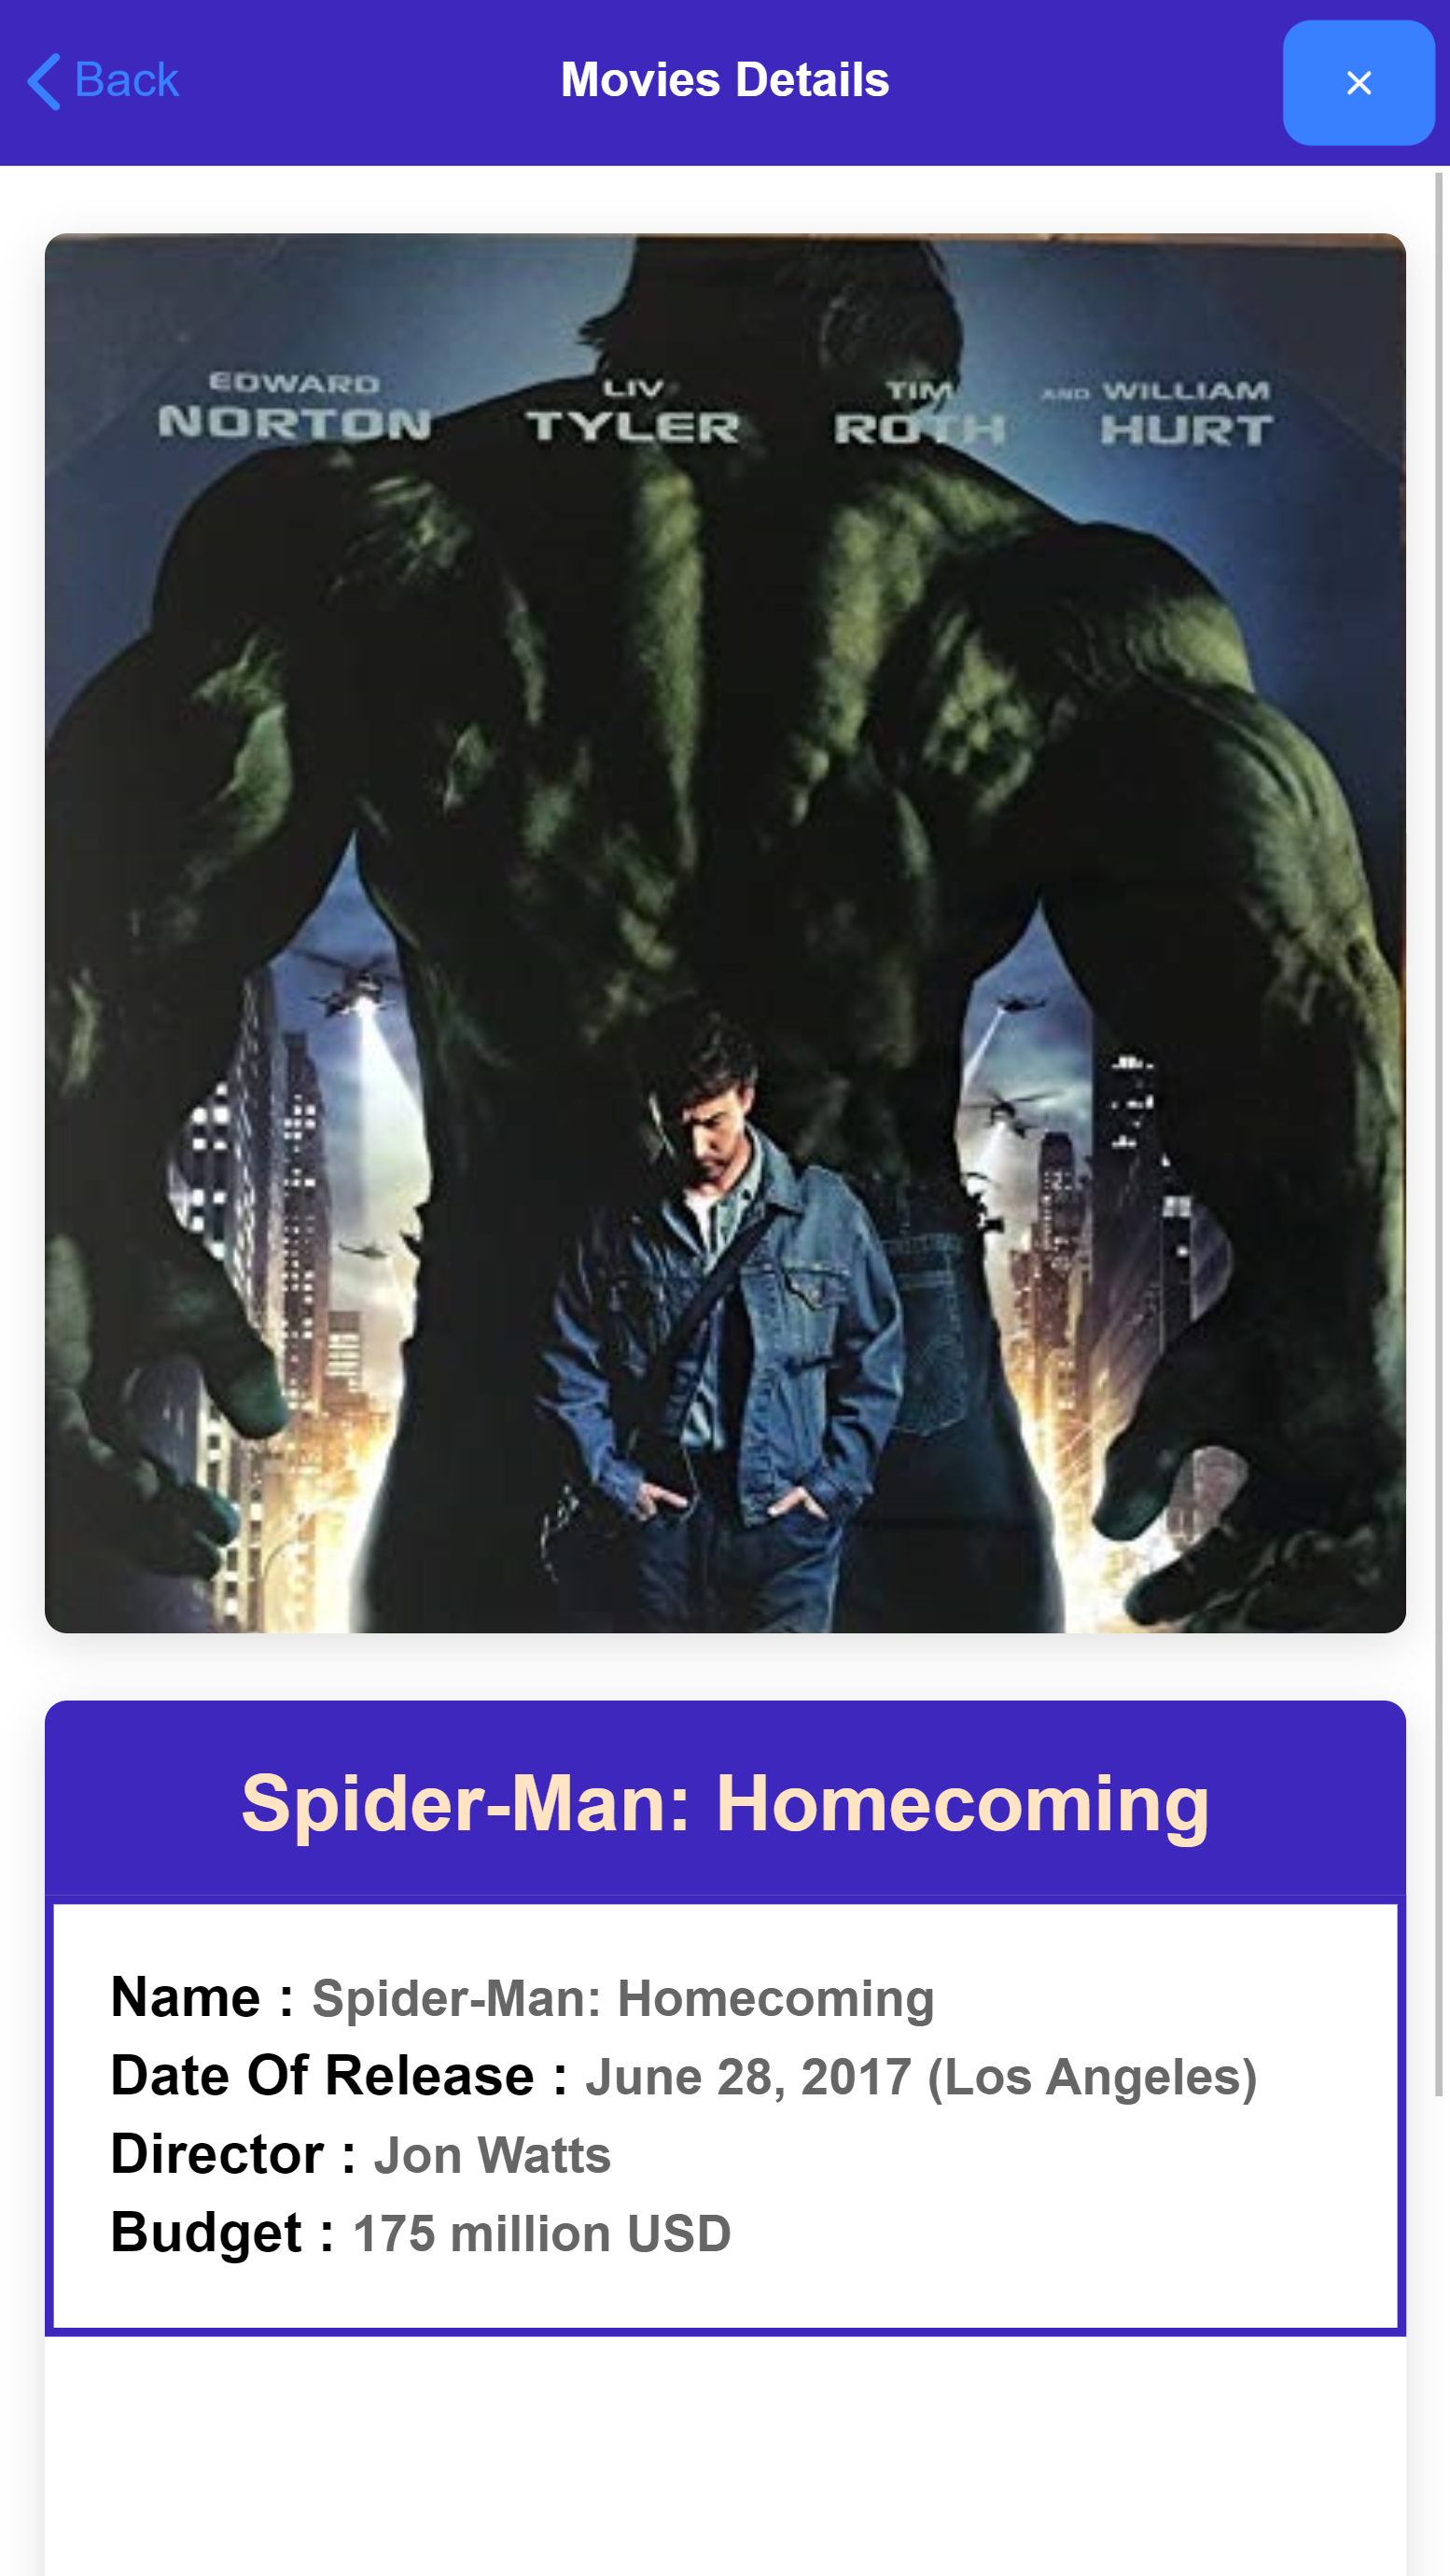 Back
Movies Details
×
EDWARD NORTON
LIV TYLER
TIM ROTH
AND WILLIAM HURT
Spider-Man: Homecoming
Name : Spider-Man: Homecoming
Date Of Release : June 28, 2017 (Los Angeles)
Director : Jon Watts
Budget : 175 million USD